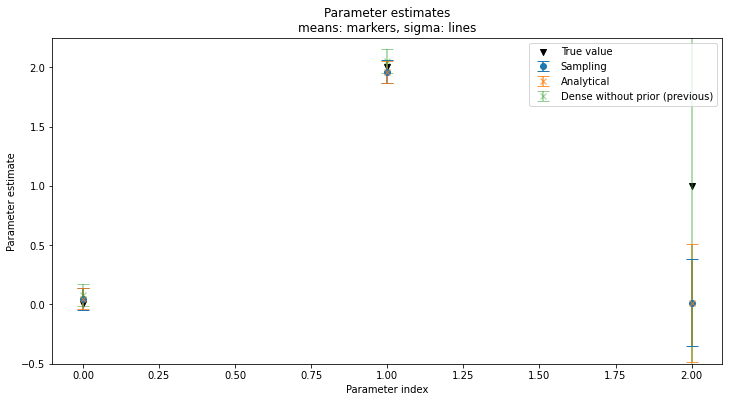 Parameter estimates
means: markers, sigma: lines
True value
Sampling
Analytical
Dense without prior (previous)
Parameter estimate
2.0
1.5
1.0
0.5
0.0
−0.5
0.00
0.25
0.50
0.75
1.00
1.25
1.50
1.75
2.00
Parameter index